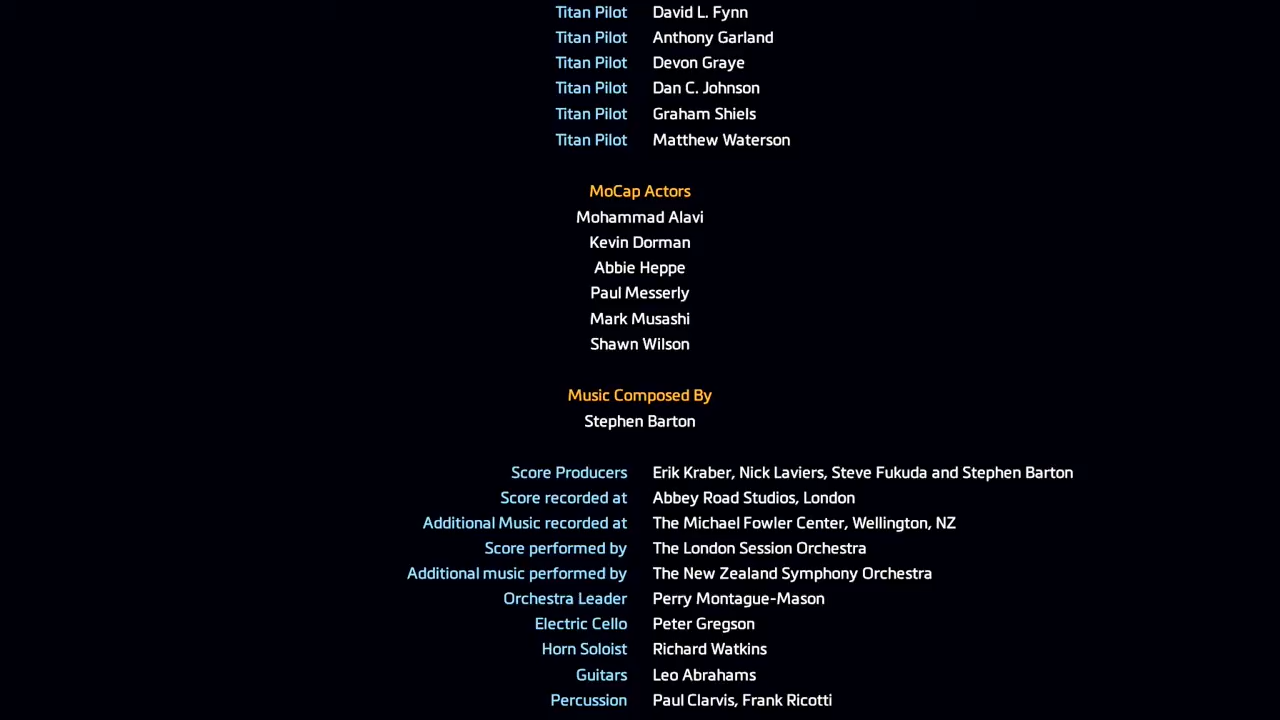 Titan Pilot David L. Fynn
Titan Pilot Anthony Garland
Titan Pilot Devon Graye
Titan Pilot Dan C. Johnson
Titan Pilot Graham Shiels
Titan Pilot Matthew Waterson
MoCap Actors
Mohammad Alavi
Kevin Dorman
Abbie Heppe
Paul Messerly
Mark Musashi
Shawn Wilson
Music Composed By
Stephen Barton
Score Producers Erik Kraber, Nick Laviers, Steve Fukuda and Stephen Barton
Score recorded at Abbey Road Studios, London
Additional Music recorded at The Michael Fowler Center, Wellington, NZ
Score performed by The London Session Orchestra
Additional music performed by The New Zealand Symphony Orchestra
Orchestra Leader Perry Montague-Mason
Electric Cello Peter Gregson
Horn Soloist Richard Watkins
Guitars Leo Abrahams
Percussion Paul Clarvis, Frank Ricotti